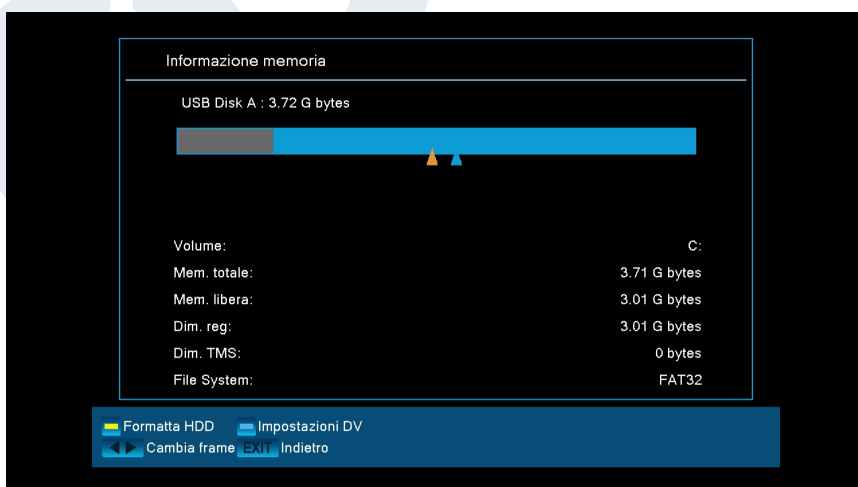 Informazione memoria
USB Disk A : 3.72 G bytes
Volume: C:
Mem. totale: 3.71 G bytes
Mem. libera: 3.01 G bytes
Dim. reg: 3.01 G bytes
Dim. TMS: 0 bytes
File System: FAT32
Formatta HDD Impostazioni DV
Cambia frame EXIT Indietro